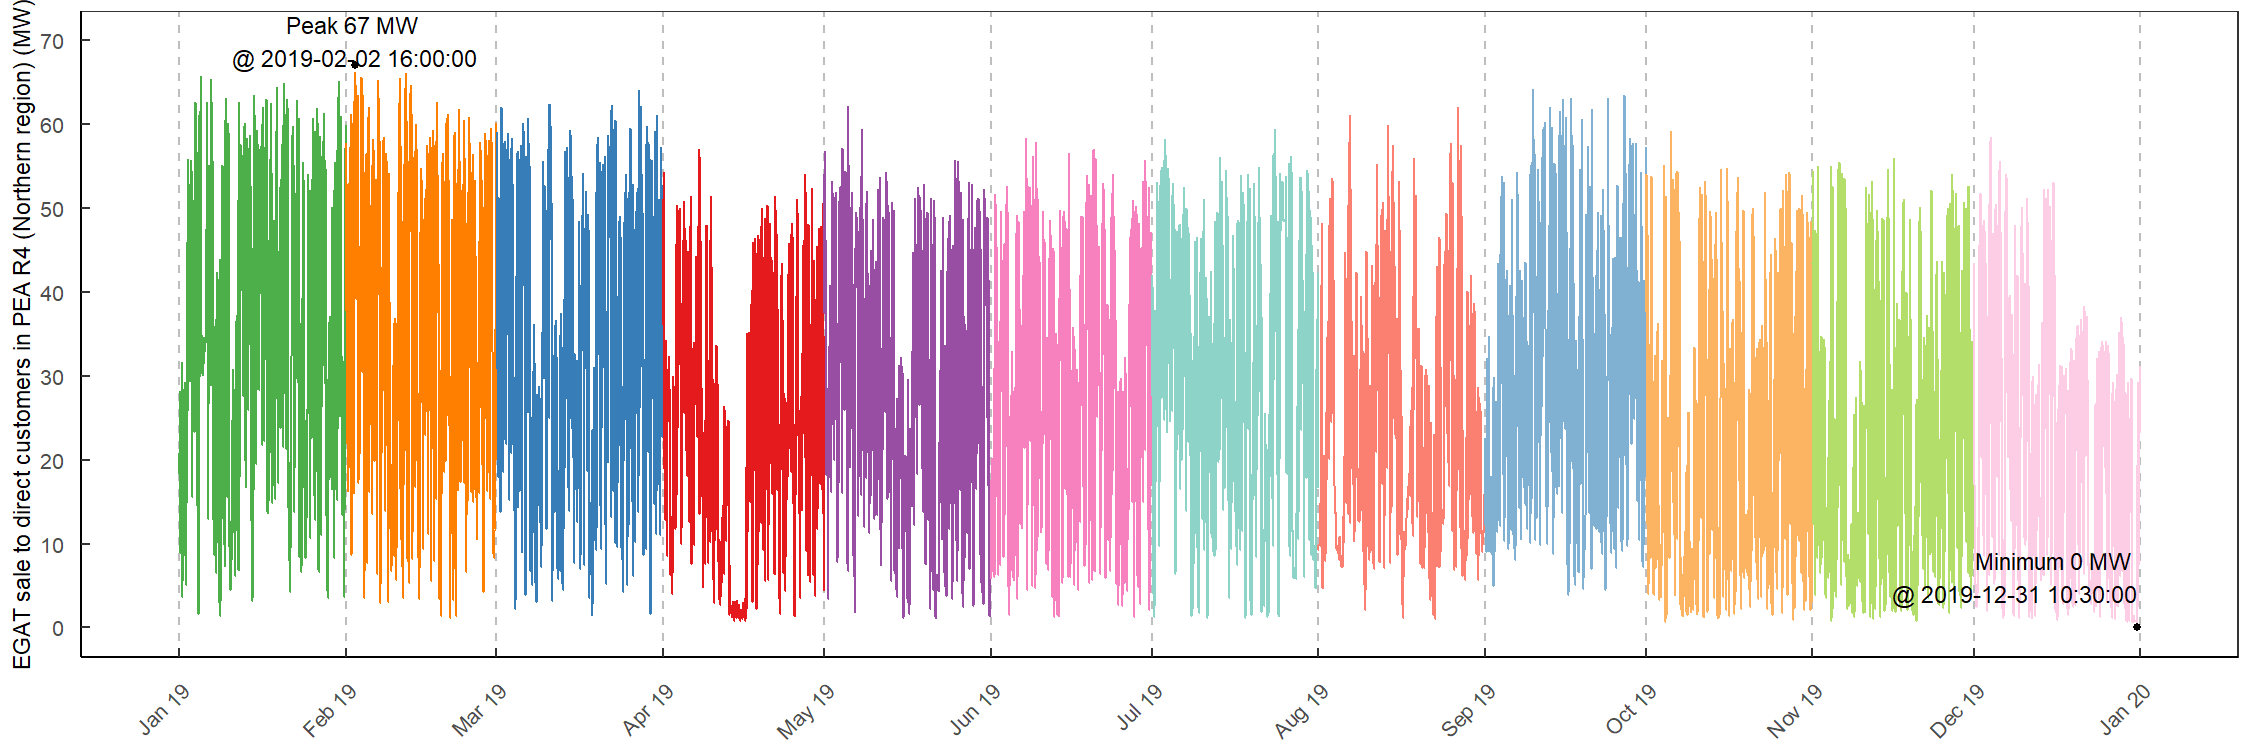 EGAT sale to direct customers in PEA R4 (Northern region) (MW)
Peak 67 MW
@ 2019-02-02 16:00:00
70
60
50
40
30
20
10
0
Minimum 0 MW
@ 2019-12-31 10:30:00
Jan 19
Feb 19
Mar 19
Apr 19
May 19
Jun 19
Jul 19
Aug 19
Sep 19
Oct 19
Nov 19
Dec 19
Jan 20